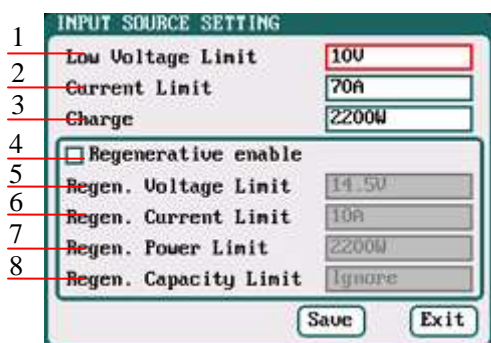 INPUT SOURCE SETTING
1 Low Voltage Limit 10V
2 Current Limit 70A
3 Charge 2200W
4 Regenerative enable
5 Regen. Voltage Limit 14.5V
6 Regen. Current Limit 10A
7 Regen. Power Limit 2200W
8 Regen. Capacity Limit Ignore
Save Exit